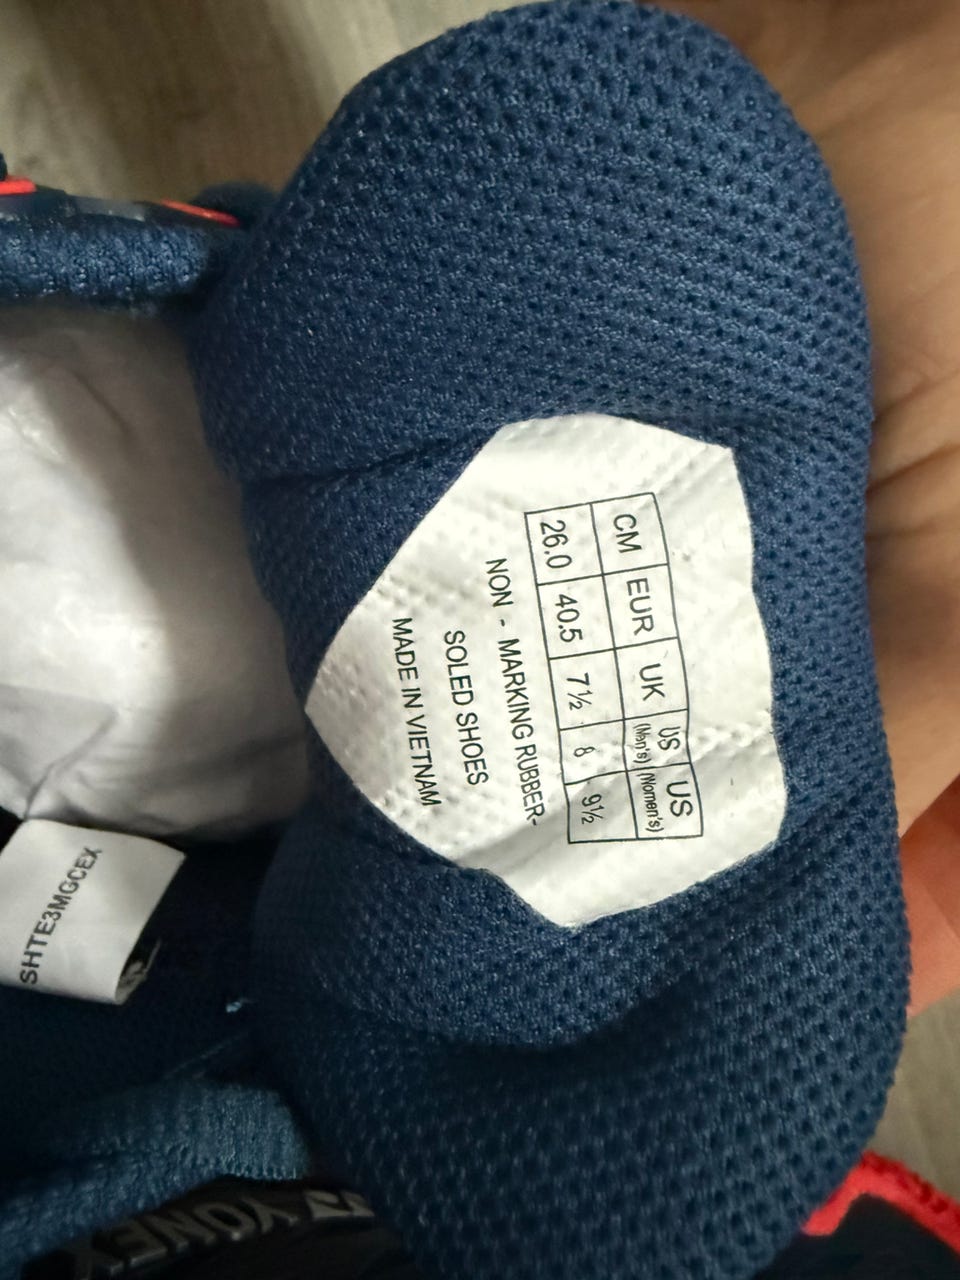 CM EUR UK US (Men's) US (Women's)
26.0 40.5 7½ 8 9½
NON - MARKING RUBBER-
SOLED SHOES
MADE IN VIETNAM
SHTE3MGCEX
YONEX